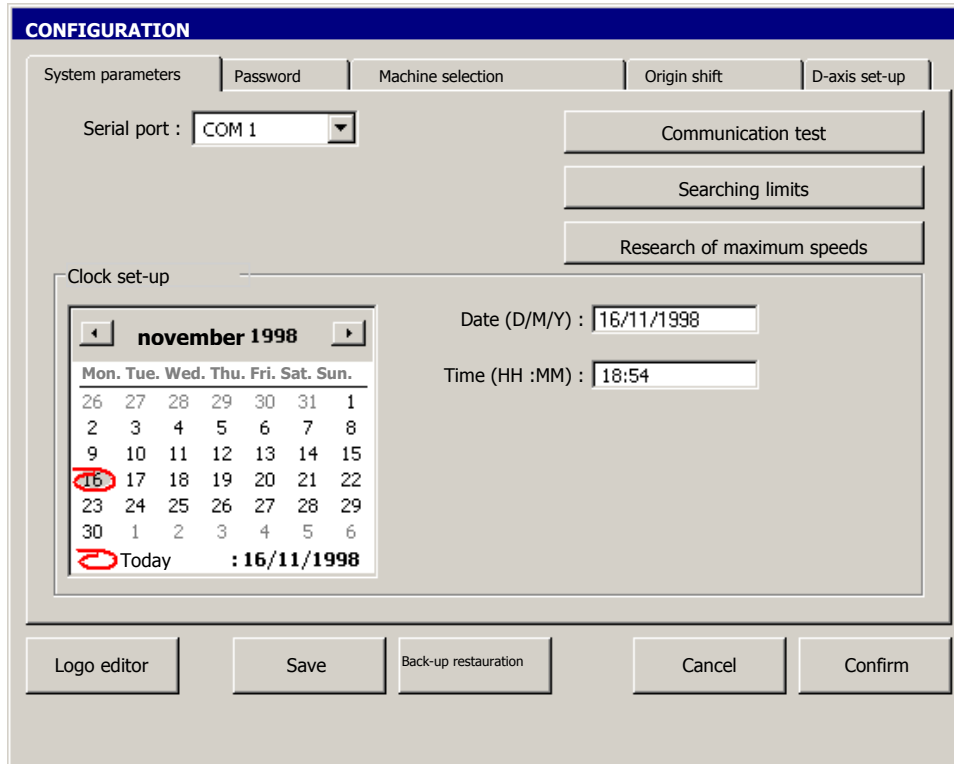 CONFIGURATION
System parameters Password Machine selection Origin shift D-axis set-up
Serial port : COM 1 Communication test
Searching limits
Research of maximum speeds
Clock set-up
november 1998
Mon. Tue. Wed. Thu. Fri. Sat. Sun.
26 27 28 29 30 31 1
2 3 4 5 6 7 8
9 10 11 12 13 14 15
16 17 18 19 20 21 22
23 24 25 26 27 28 29
30 1 2 3 4 5 6
Today : 16/11/1998
Date (D/M/Y) : 16/11/1998
Time (HH :MM) : 18:54
Logo editor Save Back-up restauration Cancel Confirm